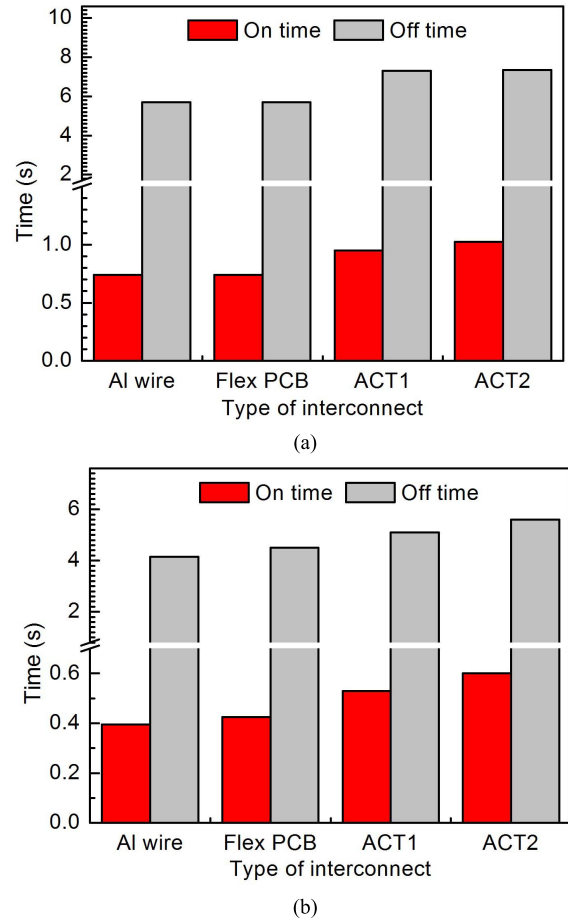 On time Off time
10
8
6
4
2
1.0
0.5
0.0
Time (s)
Al wire Flex PCB ACT1 ACT2
Type of interconnect
(a)
On time Off time
6
4
2
0.6
0.4
0.2
0.0
Time (s)
Al wire Flex PCB ACT1 ACT2
Type of interconnect
(b)